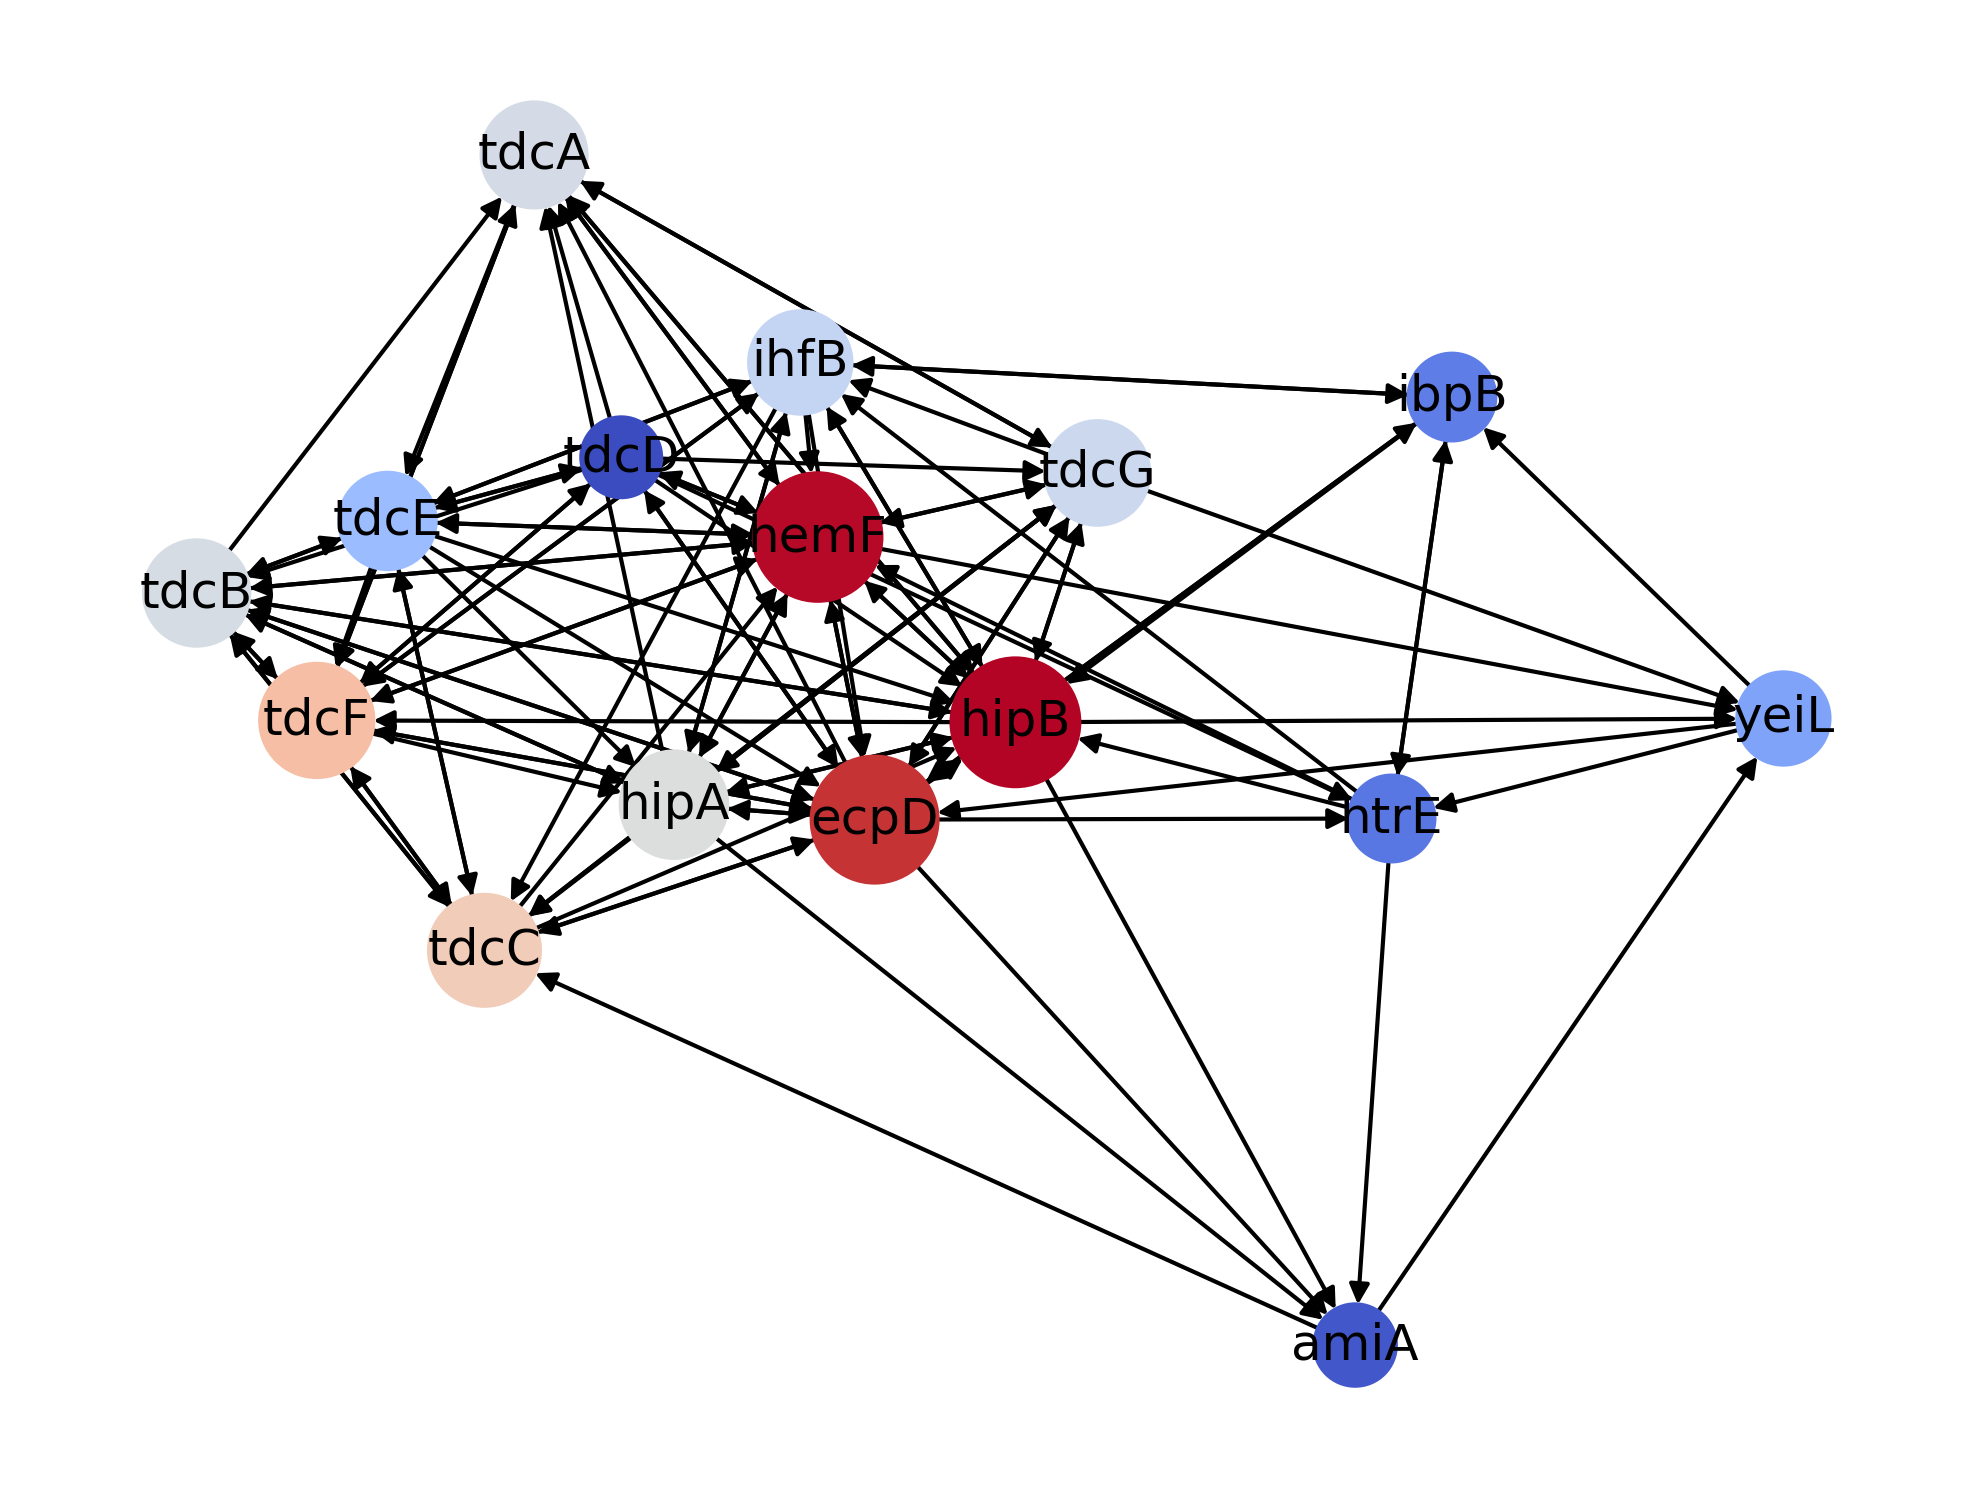 tdcA
ihfB
ibpB
tdcD
tdcG
tdcE
hemF
tdcB
tdcF
hipB
yeiL
hipA
ecpD
htrE
tdcC
amiA